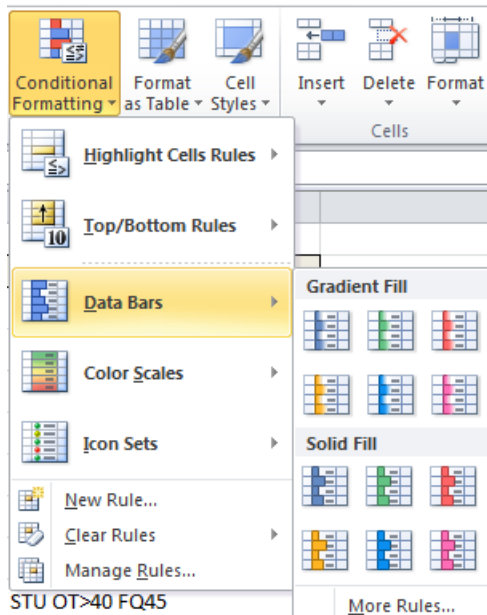 Conditional Formatting
Format as Table
Cell Styles
Insert
Delete
Format
Cells
Highlight Cells Rules
Top/Bottom Rules
10
Data Bars
Color Scales
Icon Sets
New Rule...
Clear Rules
Manage Rules...
Gradient Fill
Solid Fill
More Rules...
STU OT>40 FQ45